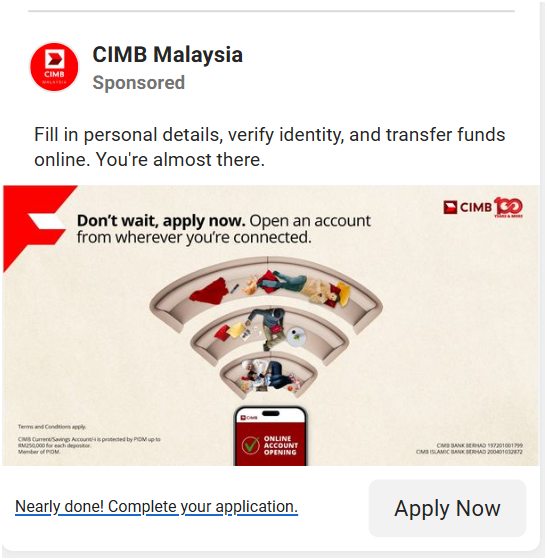 CIMB
MALAYSIA
CIMB Malaysia
Sponsored
Fill in personal details, verify identity, and transfer funds
online. You're almost there.
Don't wait, apply now. Open an account
from wherever you're connected.
CIMB 100
YEARS & MORE
CIMB
ONLINE
ACCOUNT
OPENING
Terms and Conditions apply.
CIMB Current/Savings Account/-i is protected by PIDM up to
RM250,000 for each depositor.
Member of PIDM.
CIMB BANK BERHAD 197201001799
CIMB ISLAMIC BANK BERHAD 200401032872
Nearly done! Complete your application.
Apply Now